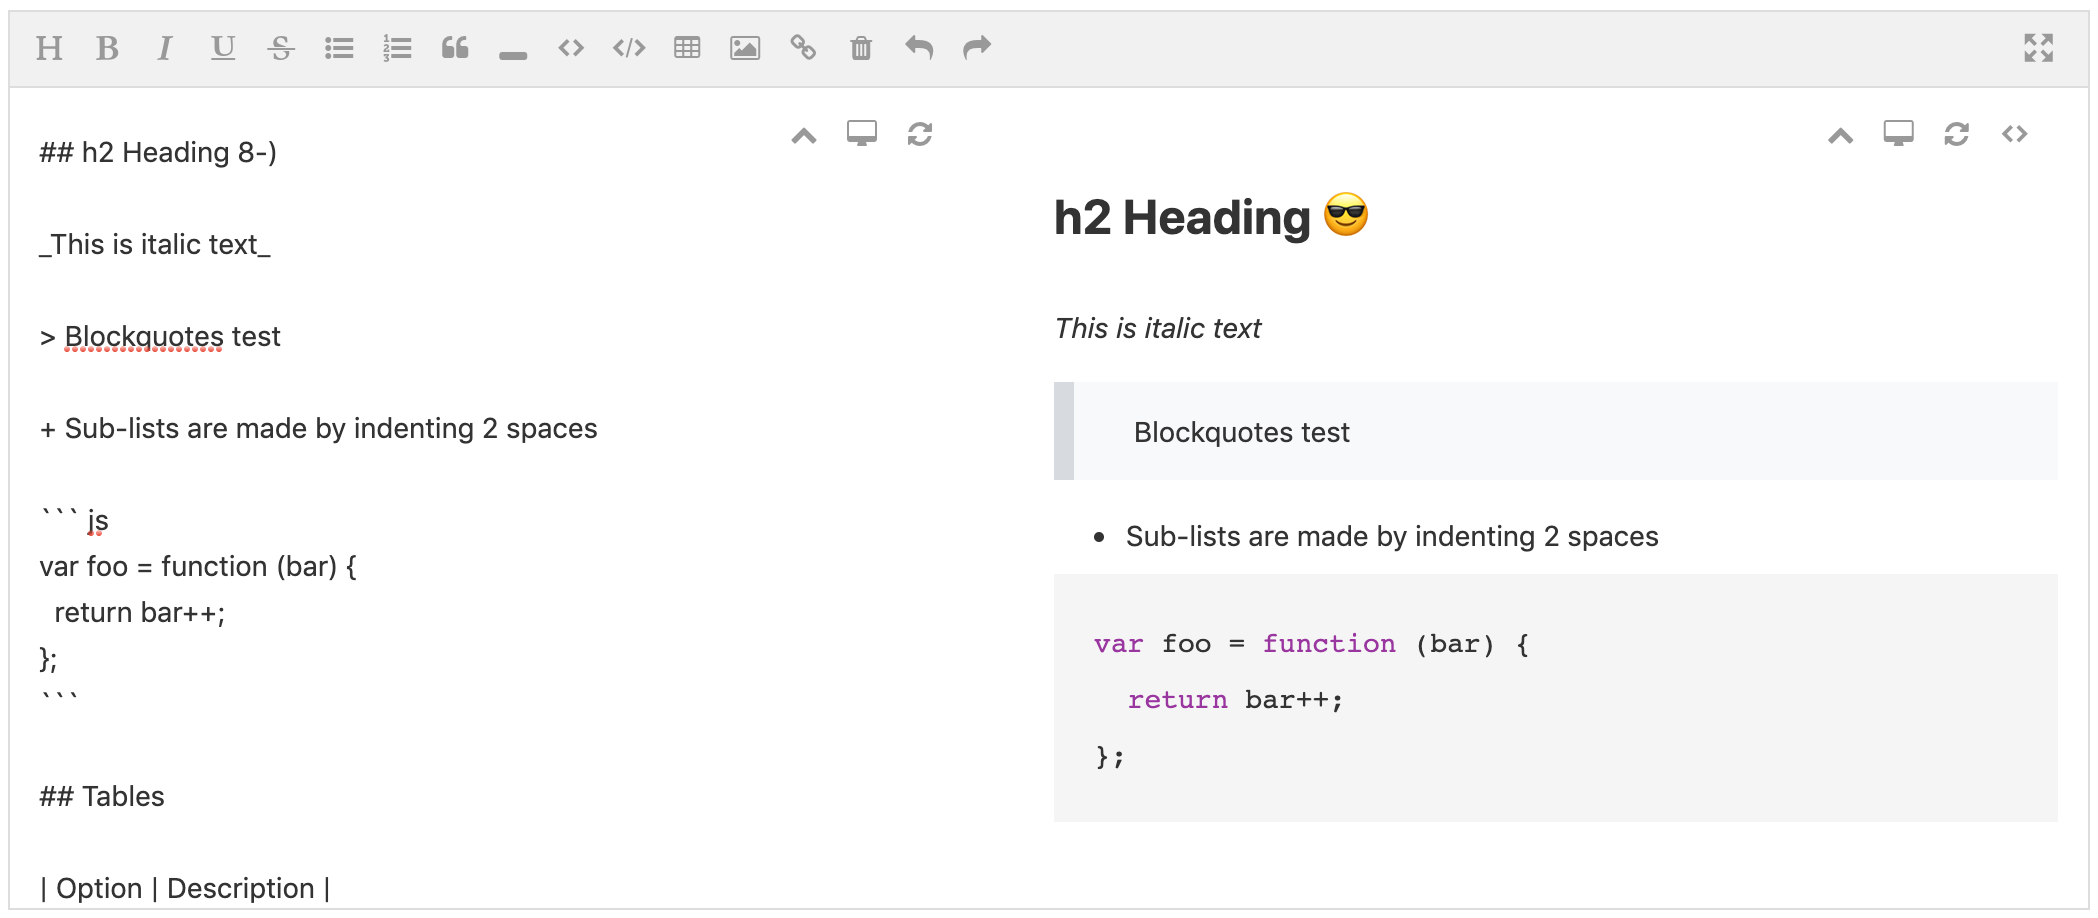 H B I U S
## h2 Heading 8-)
_This is italic text_
> Blockquotes test
+ Sub-lists are made by indenting 2 spaces
``` js
var foo = function (bar) {
  return bar++;
};
```
## Tables
| Option | Description |
h2 Heading 😎
This is italic text
Blockquotes test
• Sub-lists are made by indenting 2 spaces
var foo = function (bar) {
  return bar++;
};